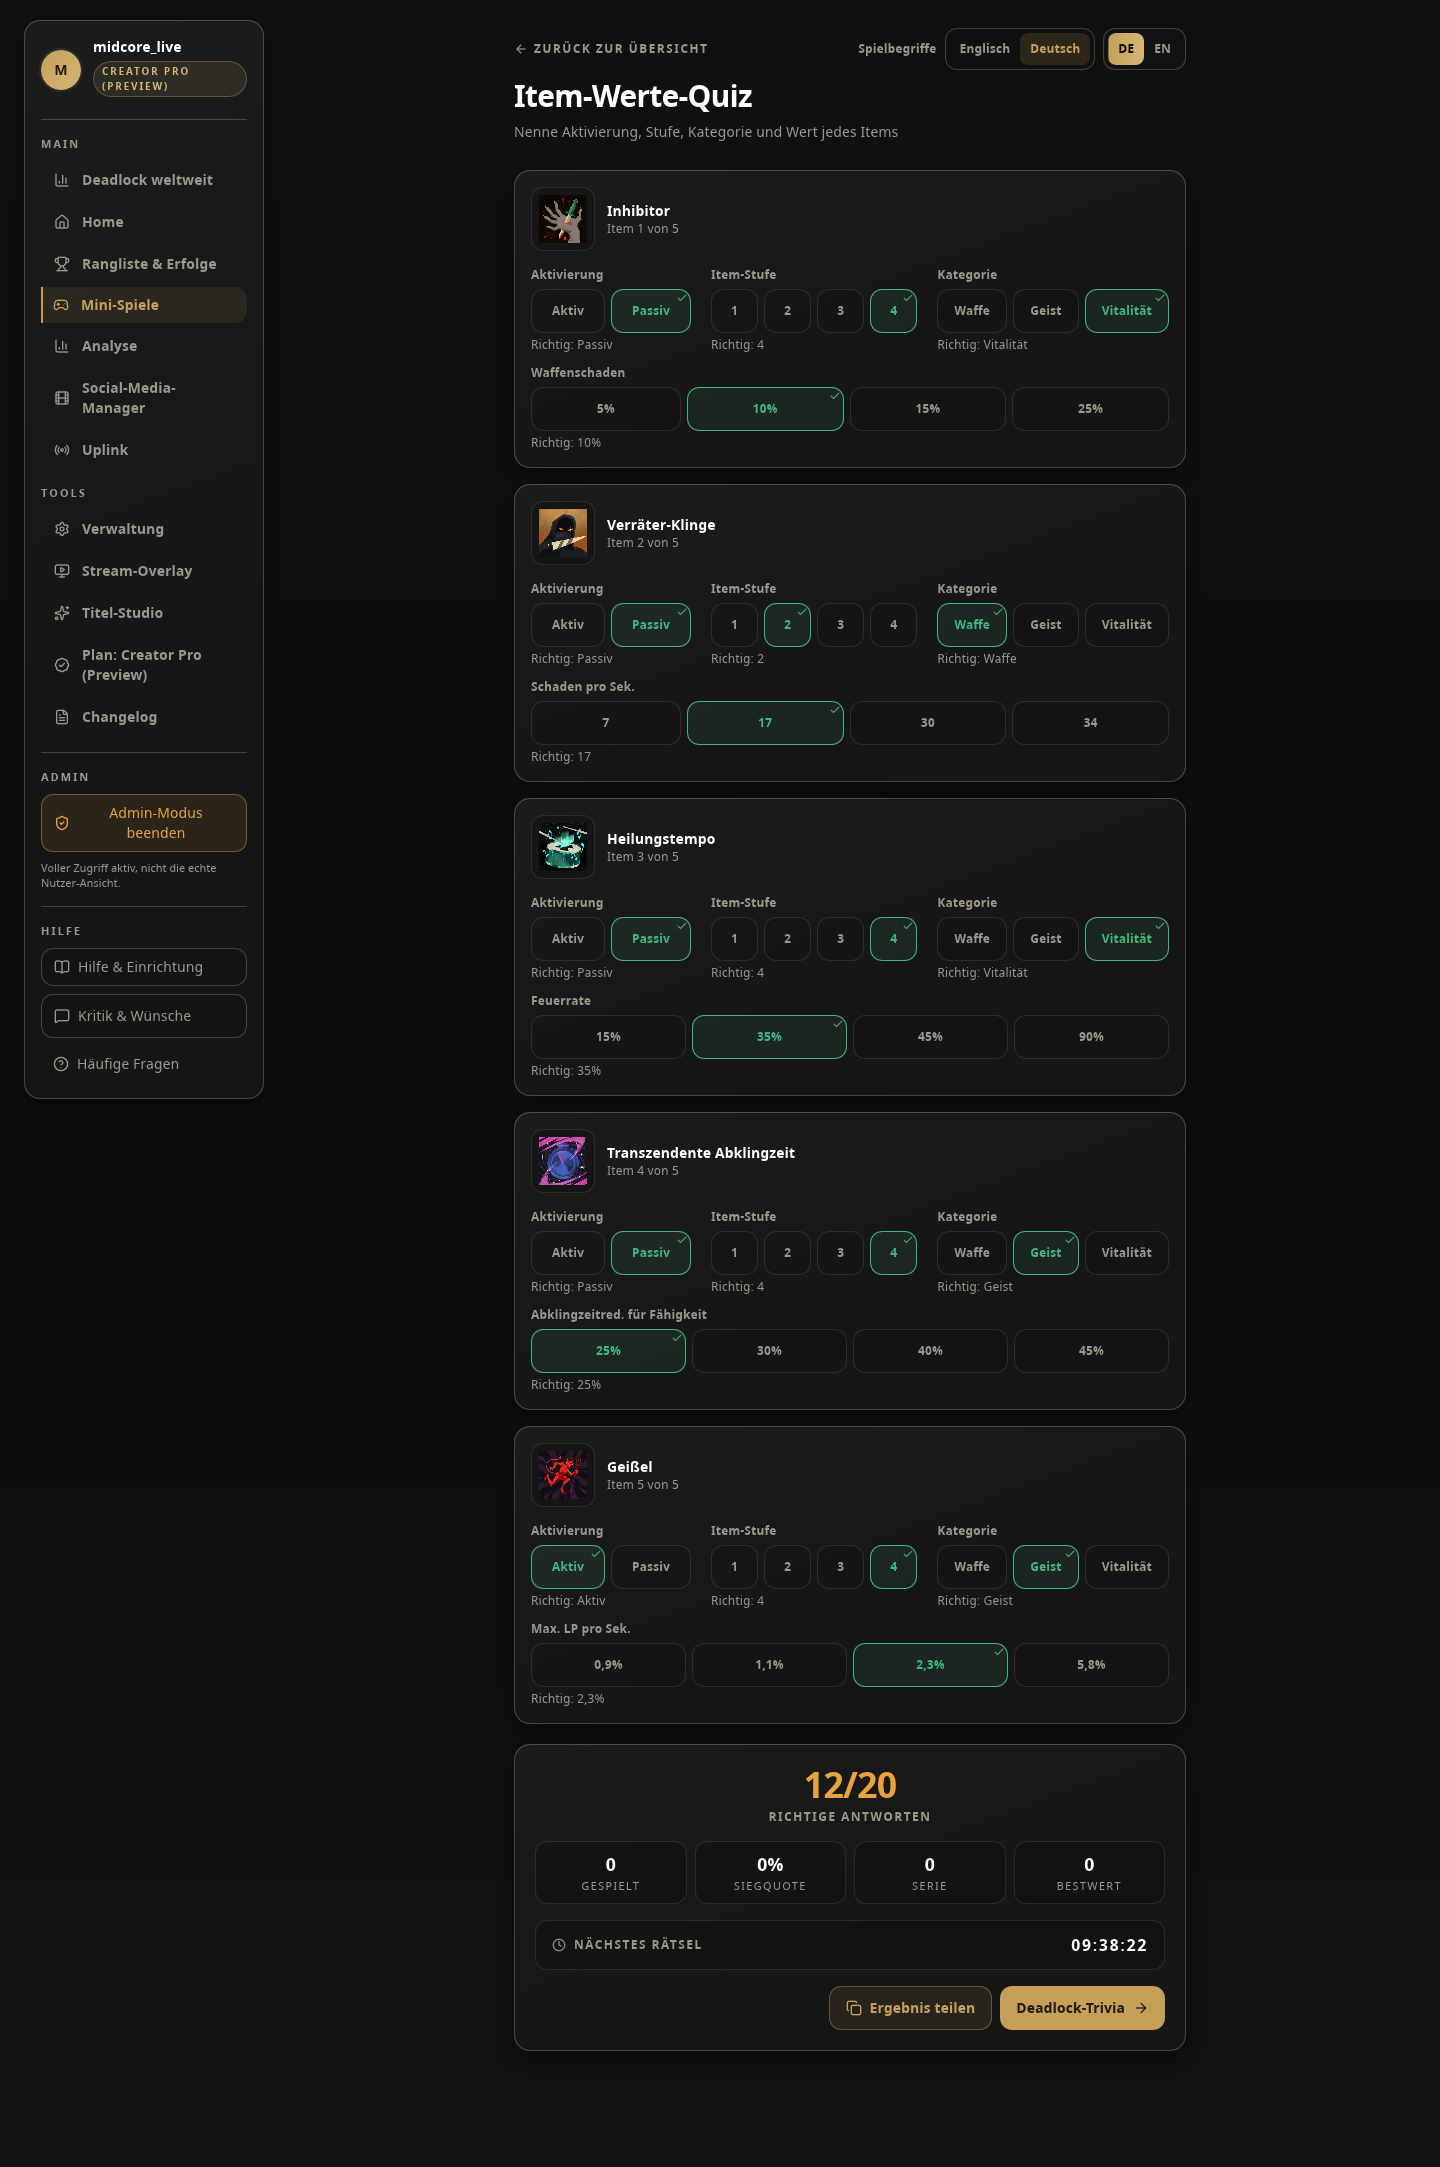 M
midcore_live
CREATOR PRO
(PREVIEW)
MAIN
Deadlock weltweit
Home
Rangliste & Erfolge
Mini-Spiele
Analyse
Social-Media-
Manager
Uplink
TOOLS
Verwaltung
Stream-Overlay
Titel-Studio
Plan: Creator Pro
(Preview)
Changelog
ADMIN
Admin-Modus
beenden
Voller Zugriff aktiv, nicht die echte
Nutzer-Ansicht.
HILFE
Hilfe & Einrichtung
Kritik & Wünsche
Häufige Fragen
ZURÜCK ZUR ÜBERSICHT
Spielbegriffe Englisch Deutsch DE EN
Item-Werte-Quiz
Nenne Aktivierung, Stufe, Kategorie und Wert jedes Items
Inhibitor
Item 1 von 5
Aktivierung Item-Stufe Kategorie
Aktiv Passiv 1 2 3 4 Waffe Geist Vitalität
Richtig: Passiv Richtig: 4 Richtig: Vitalität
Waffenschaden
5% 10% 15% 25%
Richtig: 10%
Verräter-Klinge
Item 2 von 5
Aktivierung Item-Stufe Kategorie
Aktiv Passiv 1 2 3 4 Waffe Geist Vitalität
Richtig: Passiv Richtig: 2 Richtig: Waffe
Schaden pro Sek.
7 17 30 34
Richtig: 17
Heilungstempo
Item 3 von 5
Aktivierung Item-Stufe Kategorie
Aktiv Passiv 1 2 3 4 Waffe Geist Vitalität
Richtig: Passiv Richtig: 4 Richtig: Vitalität
Feuerrate
15% 35% 45% 90%
Richtig: 35%
Transzendente Abklingzeit
Item 4 von 5
Aktivierung Item-Stufe Kategorie
Aktiv Passiv 1 2 3 4 Waffe Geist Vitalität
Richtig: Passiv Richtig: 4 Richtig: Geist
Abklingzeitred. für Fähigkeit
25% 30% 40% 45%
Richtig: 25%
Geißel
Item 5 von 5
Aktivierung Item-Stufe Kategorie
Aktiv Passiv 1 2 3 4 Waffe Geist Vitalität
Richtig: Aktiv Richtig: 4 Richtig: Geist
Max. LP pro Sek.
0,9% 1,1% 2,3% 5,8%
Richtig: 2,3%
12/20
RICHTIGE ANTWORTEN
0 0% 0 0
GESPIELT SIEGQUOTE SERIE BESTWERT
NÄCHSTES RÄTSEL 09:38:22
Ergebnis teilen Deadlock-Trivia